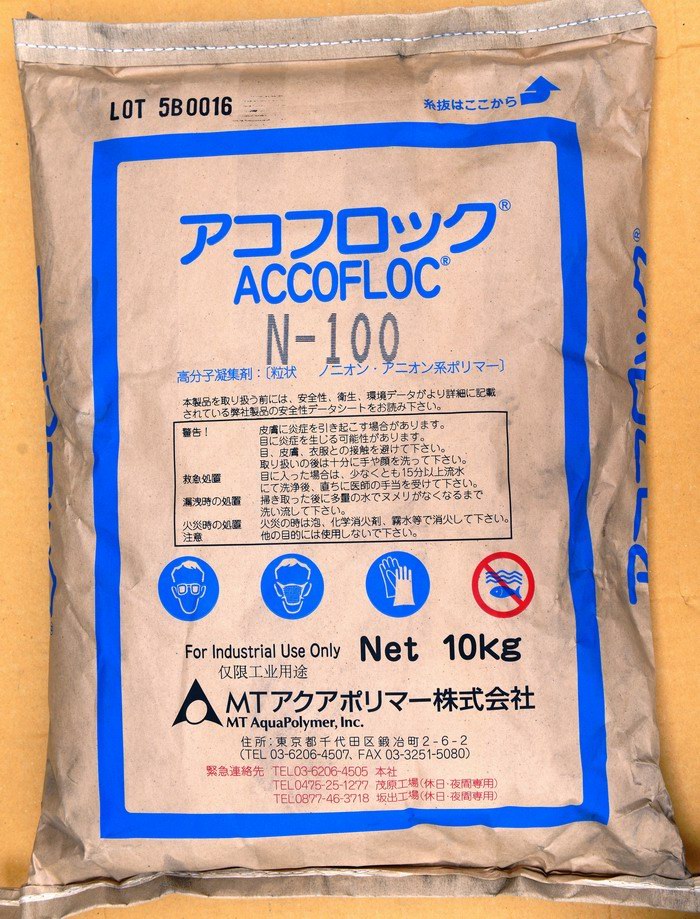 LOT 5B0016
糸抜はここから
アコフロック®
ACCOFLOC®
N-100
高分子凝集剤:〔粒状 ノニオン・アニオン系ポリマー〕
本製品を取り扱う前には、安全性、衛生、環境データがより詳細に記載
されている弊社製品の安全性データシートをお読み下さい。
警告! 皮膚に炎症を引き起こす場合があります。
目に炎症を生じる可能性があります。
目、皮膚、衣服との接触を避けて下さい。
取り扱いの後は十分に手や顔を洗って下さい。
救急処置 目に入った場合は、少なくとも15分以上流水
にて洗浄後、直ちに医師の手当を受けて下さい。
漏洩時の処置 掃き取った後に多量の水でヌメリがなくなるまで
洗い流して下さい。
火災時の処置 火災の時は泡、化学消火剤、霧水等で消火して下さい。
注意 他の目的には使用しないで下さい。
For Industrial Use Only Net 10kg
仅限工业用途
MTアクアポリマー株式会社
MT AquaPolymer, Inc.
住所:東京都千代田区鍛冶町2-6-2
(TEL 03-6206-4507, FAX 03-3251-5080)
緊急連絡先 TEL03-6206-4505 本社
TEL0475-25-1277 茂原工場(休日・夜間専用)
TEL0877-46-3718 坂出工場(休日・夜間専用)